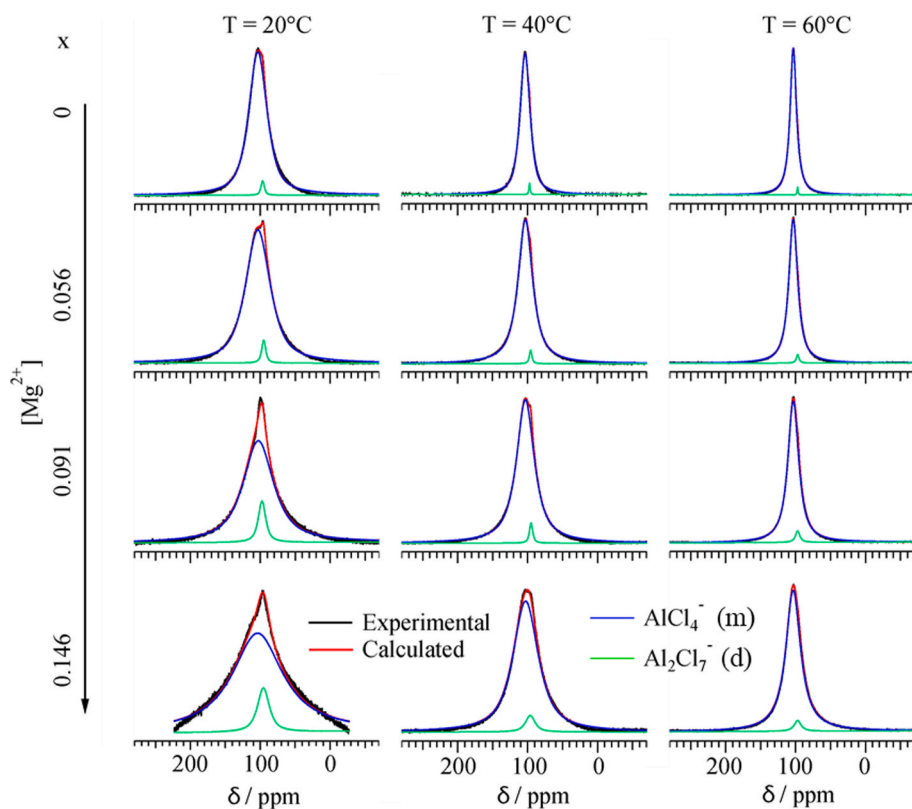 T = 20°C T = 40°C T = 60°C
x
0
0.056
0.091
0.146
[Mg²⁺]
Experimental
Calculated
AlCl₄⁻ (m)
Al₂Cl₇⁻ (d)
200 100 0 200 100 0 200 100 0
δ / ppm δ / ppm δ / ppm